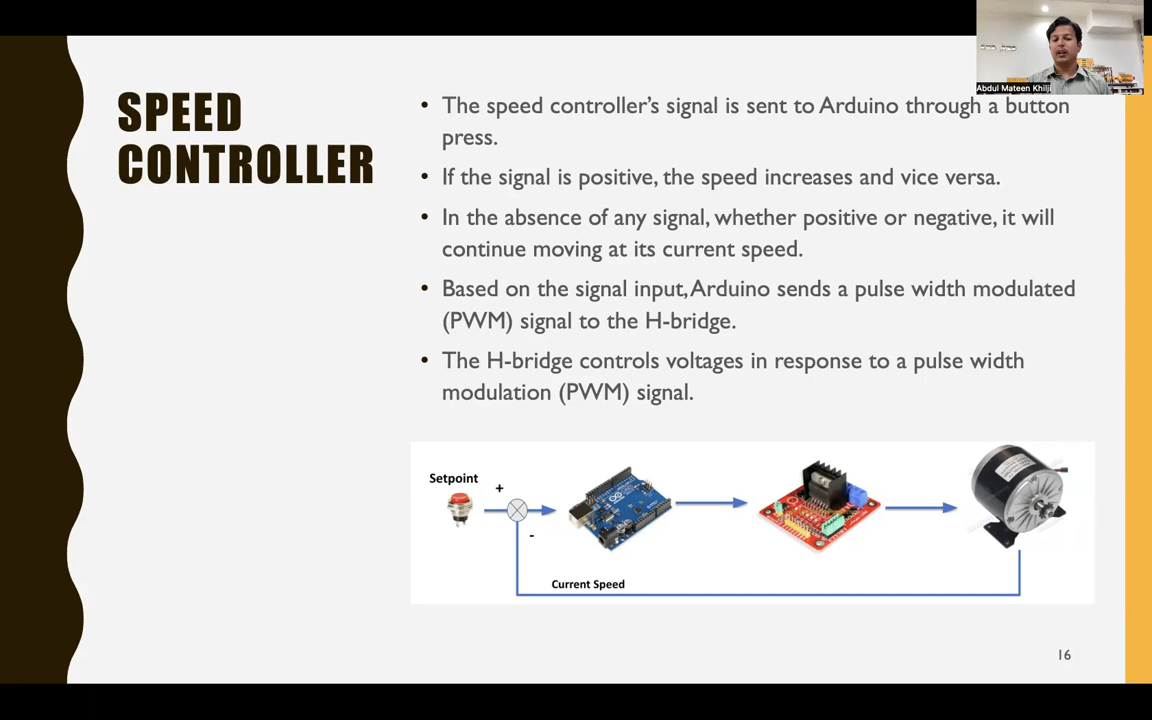 SPEED
CONTROLLER
• The speed controller's signal is sent to Arduino through a button
press.
• If the signal is positive, the speed increases and vice versa.
• In the absence of any signal, whether positive or negative, it will
continue moving at its current speed.
• Based on the signal input, Arduino sends a pulse width modulated
(PWM) signal to the H-bridge.
• The H-bridge controls voltages in response to a pulse width
modulation (PWM) signal.
Setpoint
+
-
Current Speed
16
Abdul Mateen Khilji